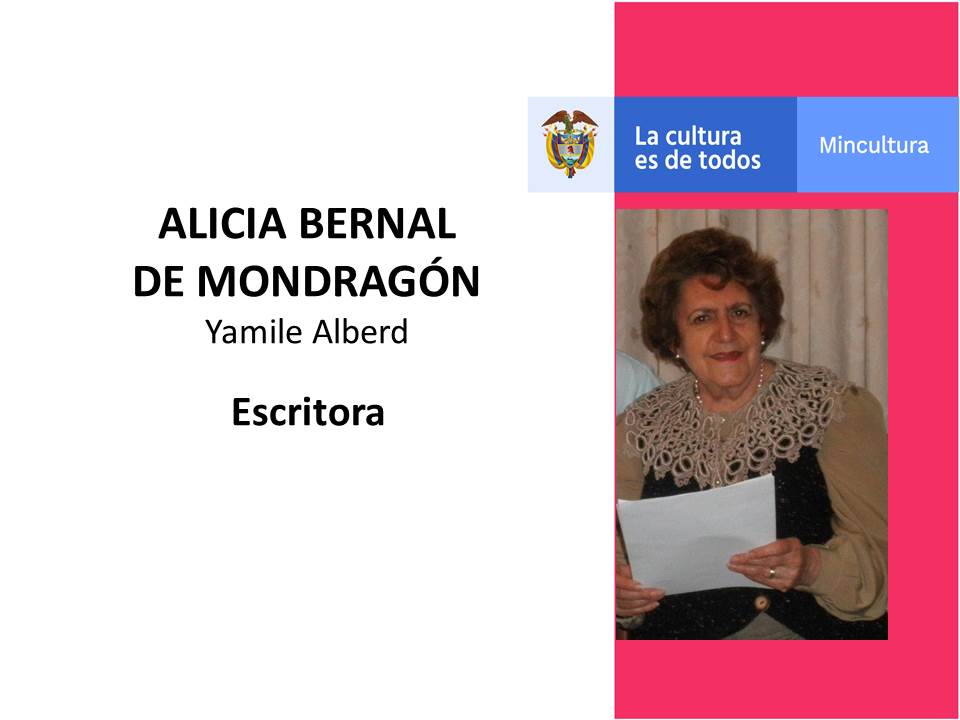 La cultura
es de todos
Mincultura
ALICIA BERNAL
DE MONDRAGÓN
Yamile Alberd
Escritora